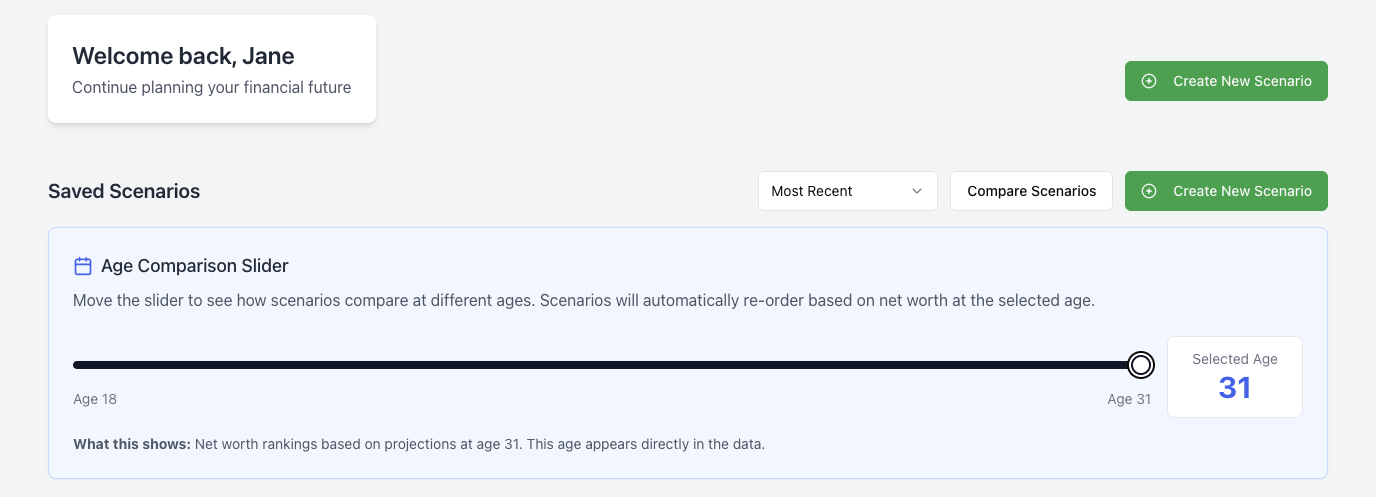 Welcome back, Jane
Continue planning your financial future
Create New Scenario
Saved Scenarios
Most Recent
Compare Scenarios
Create New Scenario
Age Comparison Slider
Move the slider to see how scenarios compare at different ages. Scenarios will automatically re-order based on net worth at the selected age.
Selected Age
31
Age 18
Age 31
What this shows: Net worth rankings based on projections at age 31. This age appears directly in the data.